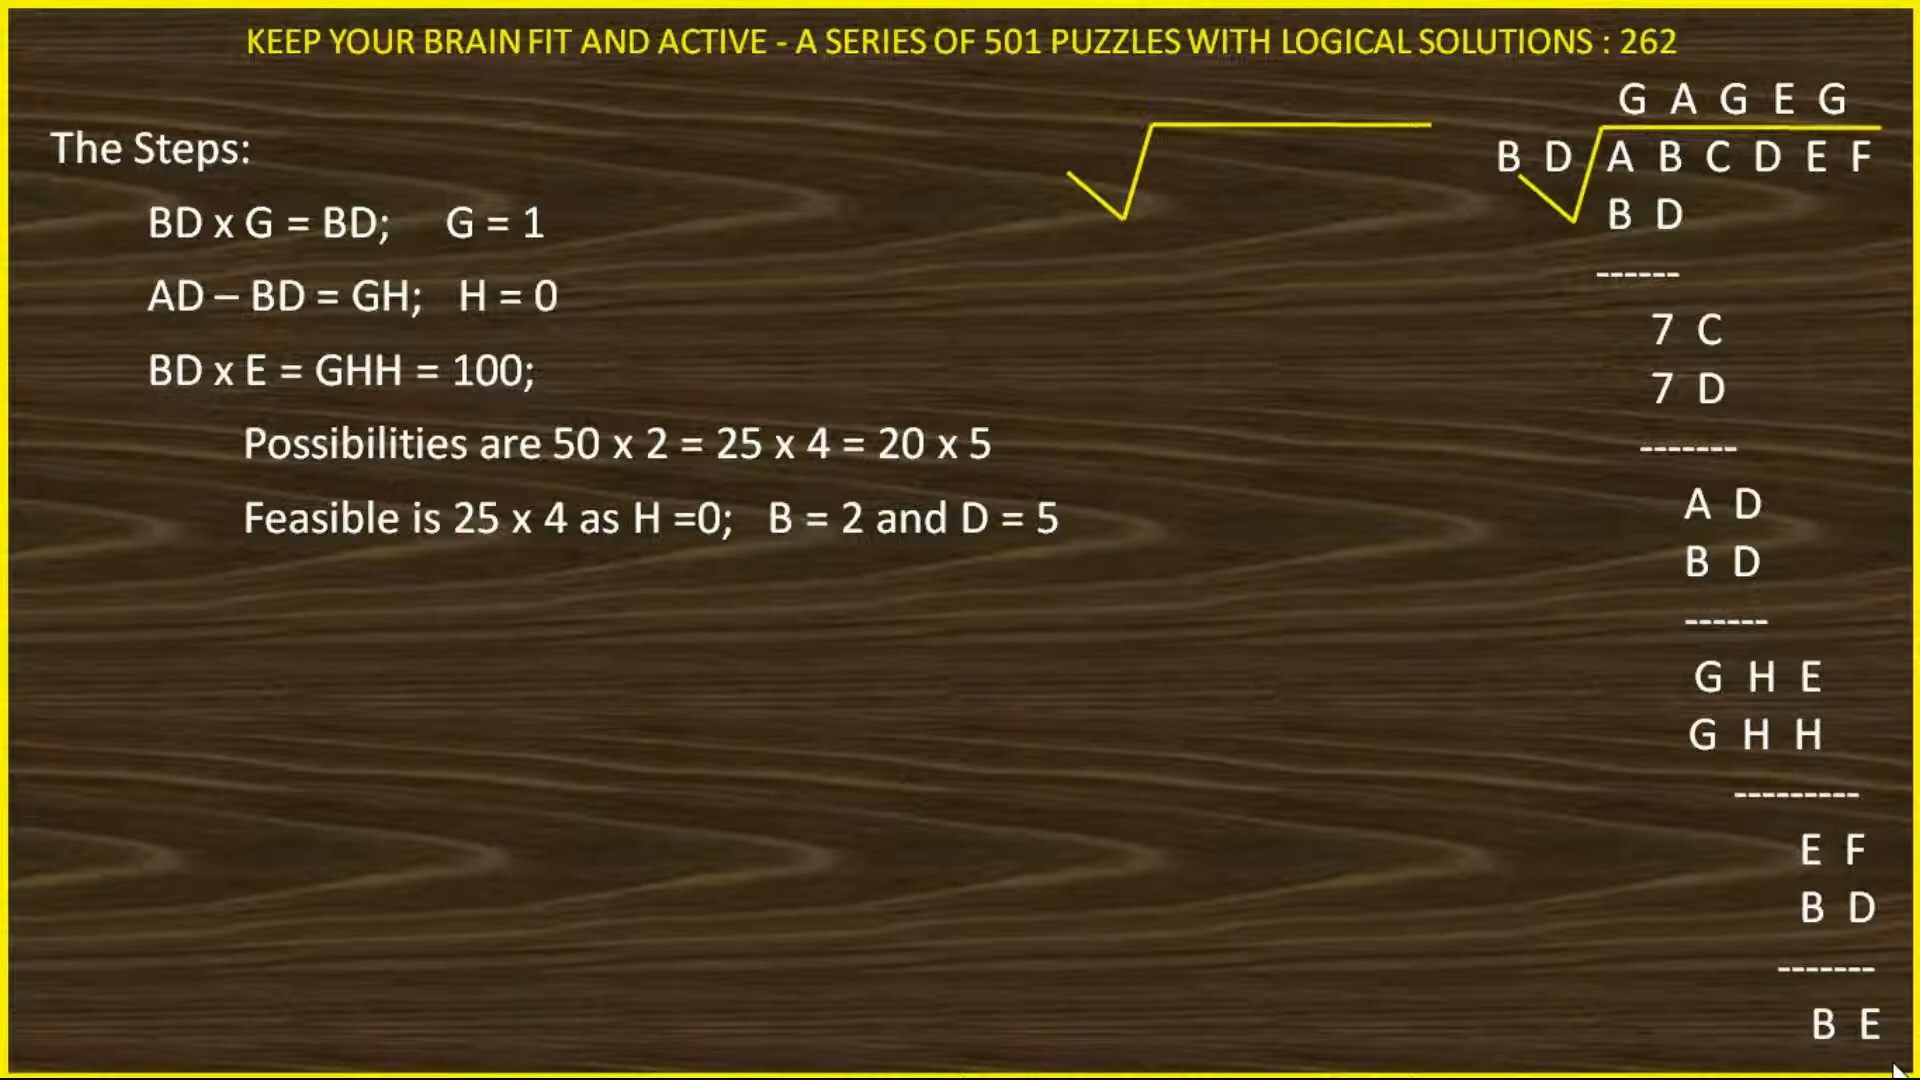 KEEP YOUR BRAIN FIT AND ACTIVE - A SERIES OF 501 PUZZLES WITH LOGICAL SOLUTIONS : 262
The Steps:
BD x G = BD; G = 1
AD – BD = GH; H = 0
BD x E = GHH = 100;
Possibilities are 50 x 2 = 25 x 4 = 20 x 5
Feasible is 25 x 4 as H =0; B = 2 and D = 5
G A G E G
B D A B C D E F
B D
------
7 C
7 D
-------
A D
B D
------
G H E
G H H
---------
E F
B D
-------
B E